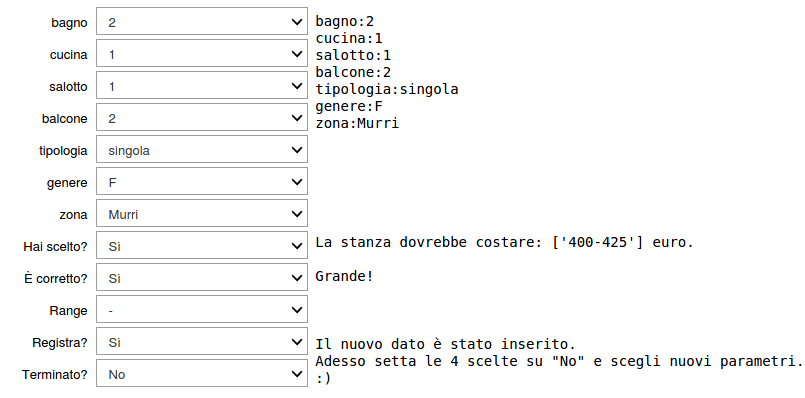 bagno 2 bagno:2
cucina 1 cucina:1
salotto 1 salotto:1
balcone 2 balcone:2
tipologia singola tipologia:singola
genere F genere:F
zona Murri zona:Murri
Hai scelto? Sì La stanza dovrebbe costare: ['400-425'] euro.
È corretto? Sì Grande!
Range -
Registra? Sì Il nuovo dato è stato inserito.
Adesso setta le 4 scelte su "No" e scegli nuovi parametri.
Terminato? No :)